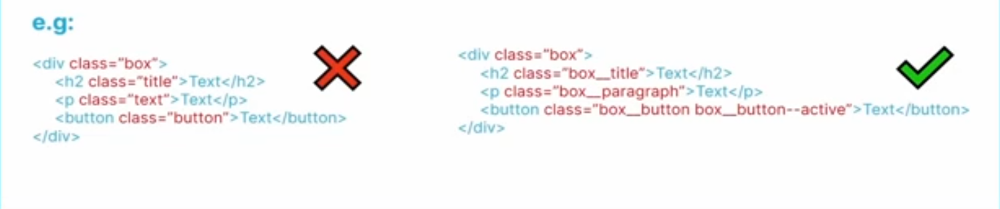 e.g:
<div class="box">
<h2 class="title">Text</h2>
<p class="text">Text</p>
<button class="button">Text</button>
</div>
<div class="box">
<h2 class="box__title">Text</h2>
<p class="box__paragraph">Text</p>
<button class="box__button box__button--active">Text</button>
</div>